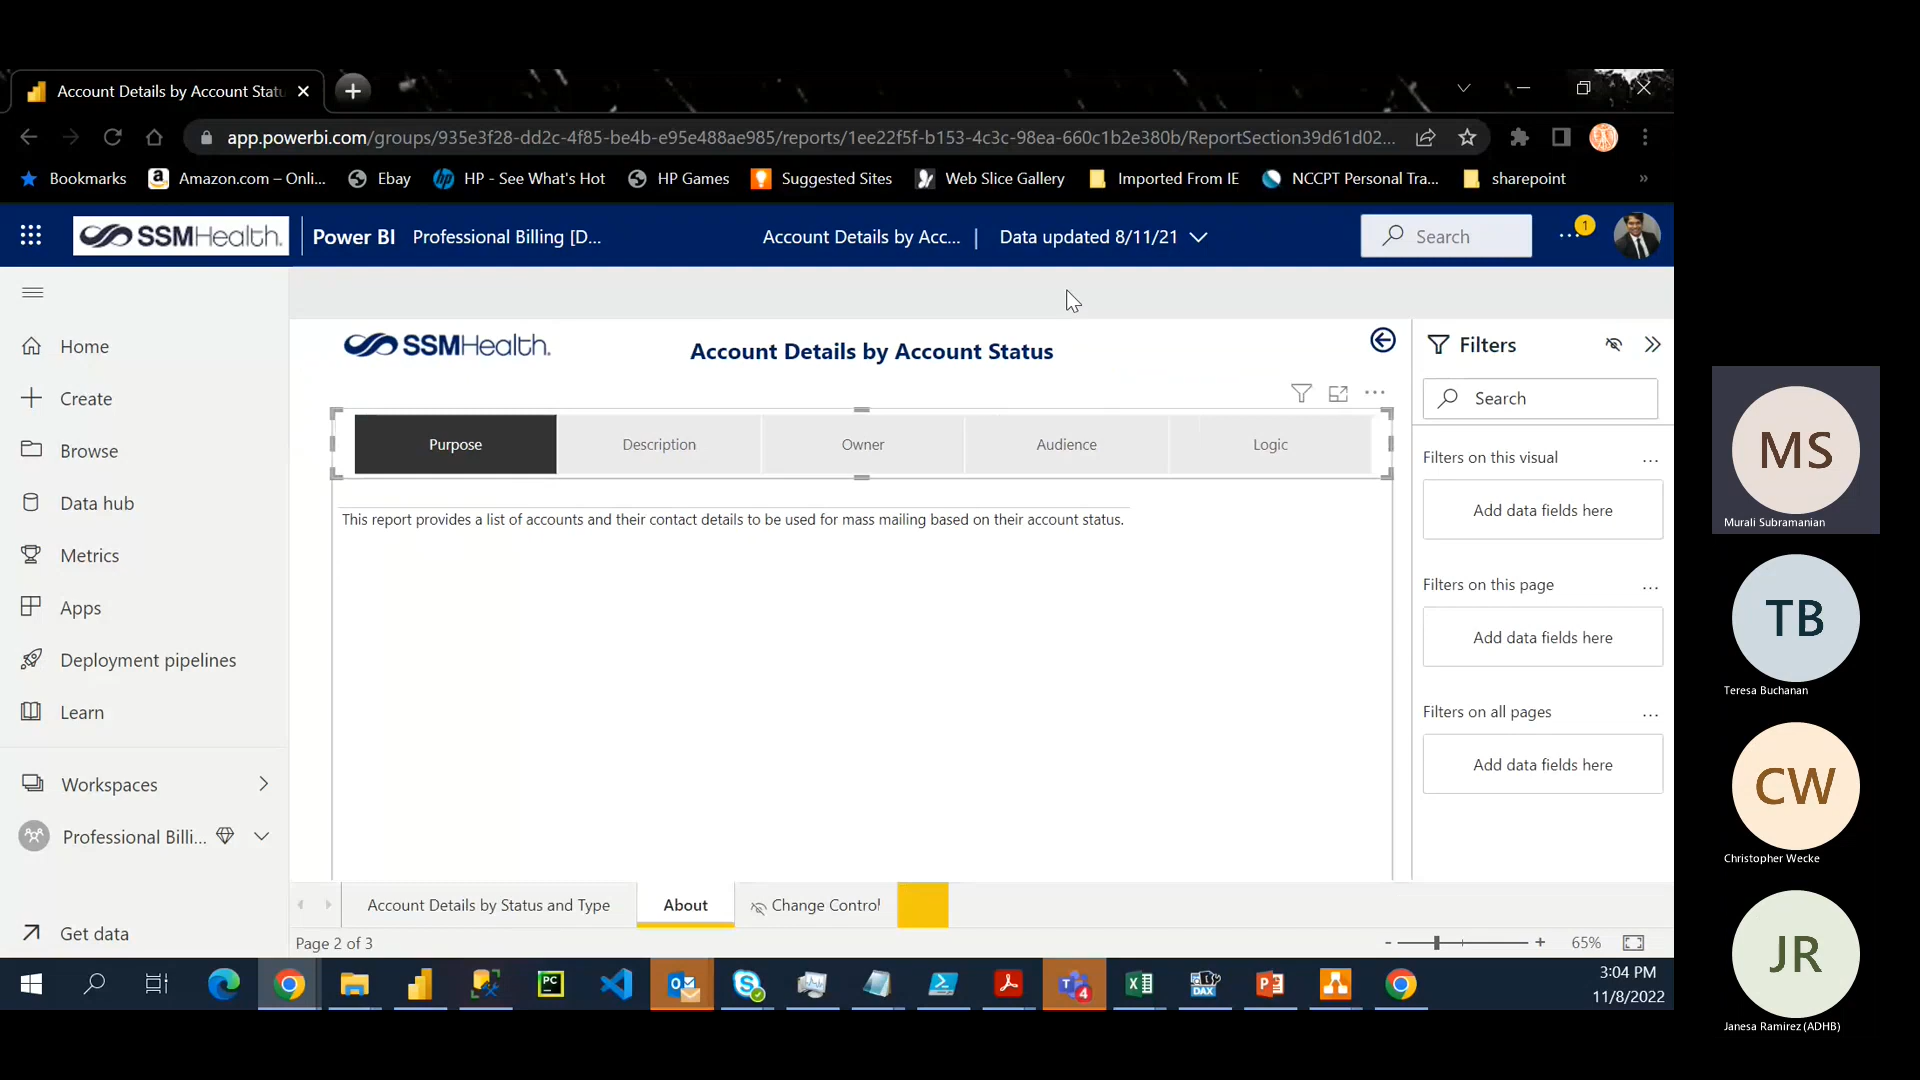 Account Details by Account Statu
app.powerbi.com/groups/935e3f28-dd2c-4f85-be4b-e95e488ae985/reports/1ee22f5f-b153-4c3c-98ea-660c1b2e380b/ReportSection39d61d02...
Bookmarks
Amazon.com – Onli...
Ebay
HP - See What's Hot
HP Games
Suggested Sites
Web Slice Gallery
Imported From IE
NCCPT Personal Tra...
sharepoint
»
SSMHealth.
Power BI
Professional Billing [D...
Account Details by Acc... | Data updated 8/11/21
Search
1
Home
Create
Browse
Data hub
Metrics
Apps
Deployment pipelines
Learn
Workspaces
Professional Billi...
Get data
SSMHealth.
Account Details by Account Status
Purpose
Description
Owner
Audience
Logic
This report provides a list of accounts and their contact details to be used for mass mailing based on their account status.
Filters
Search
Filters on this visual
Add data fields here
Filters on this page
Add data fields here
Filters on all pages
Add data fields here
Account Details by Status and Type
About
Change Control
Page 2 of 3
- + 65%
PC
4
DAX
3:04 PM
11/8/2022
MS
Murali Subramanian
TB
Teresa Buchanan
CW
Christopher Wecke
JR
Janesa Ramirez (ADHB)